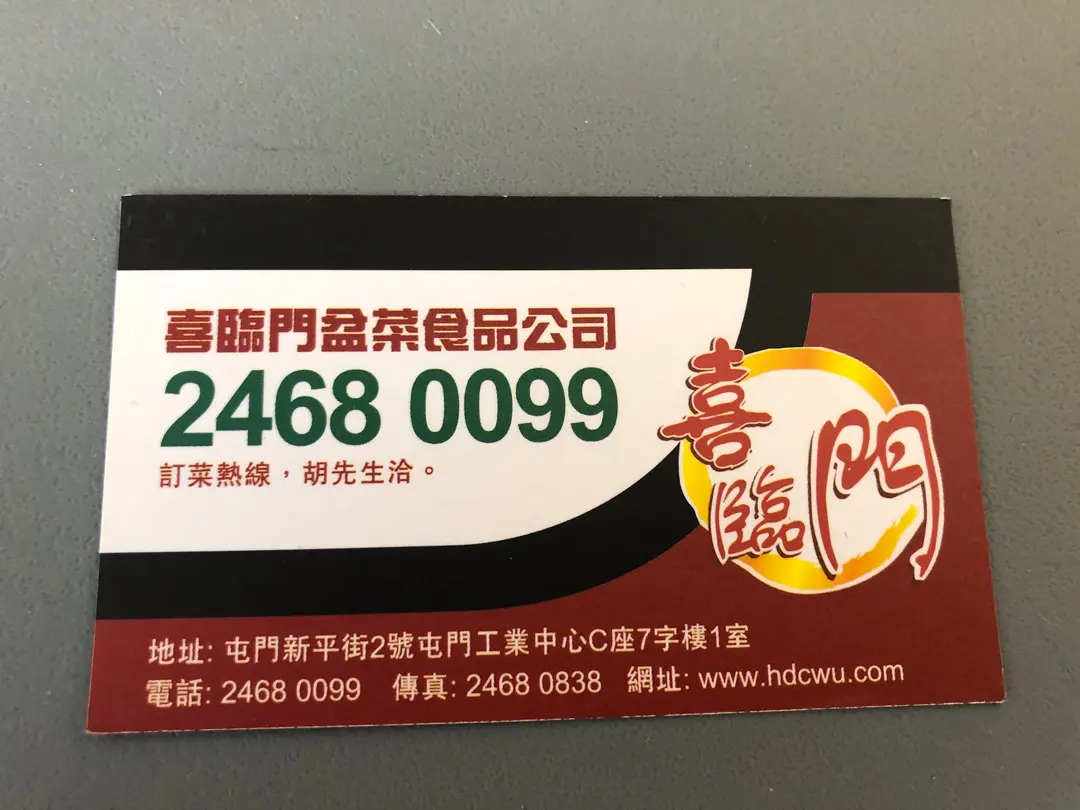 喜臨門盆菜食品公司
2468 0099
訂菜熱線，胡先生洽。
喜
臨
門
地址: 屯門新平街2號屯門工業中心C座7字樓1室
電話: 2468 0099 傳真: 2468 0838 網址: www.hdcwu.com